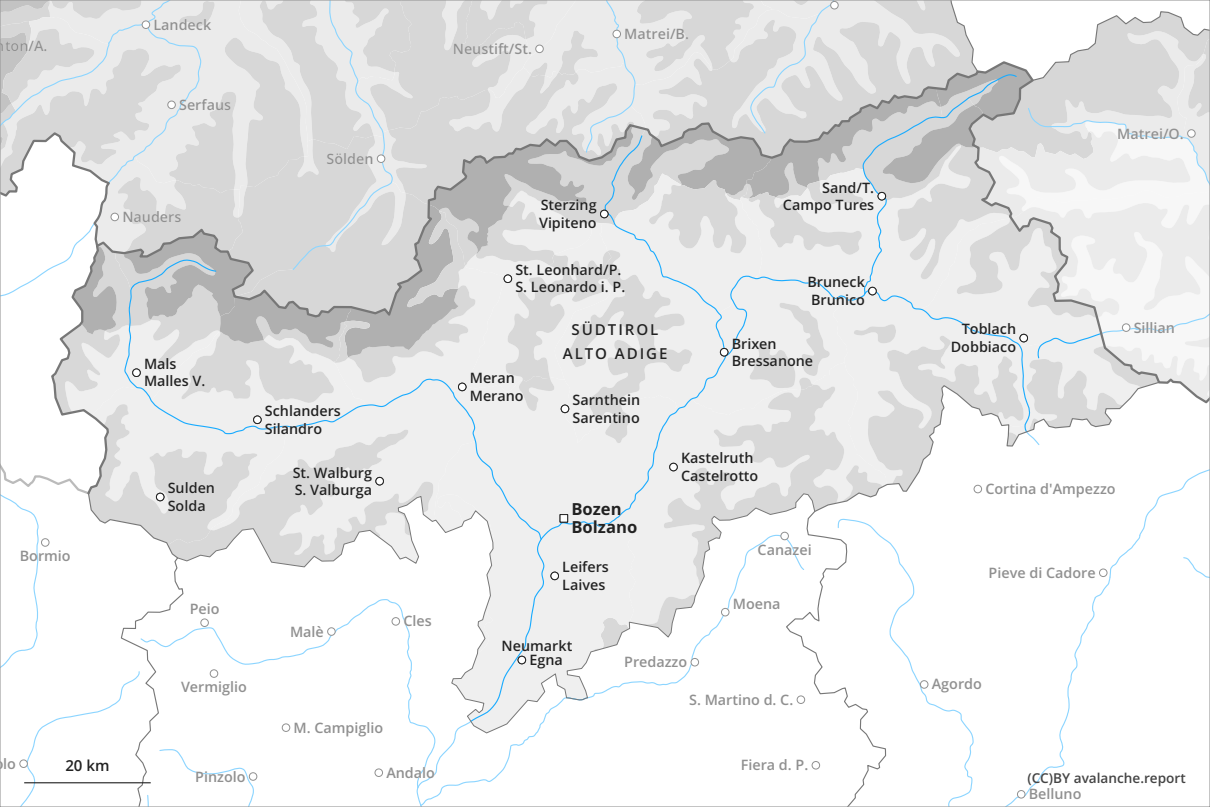 Landeck
nton/A.
Neustift/St.
Matrei/B.
Serfaus
Matrei/O.
Sölden
Nauders
Sand/T.
Campo Tures
Sterzing
Vipiteno
St. Leonhard/P.
S. Leonardo i. P.
Bruneck
Brunico
SÜDTIROL
ALTO ADIGE
Toblach
Dobbiaco
Sillian
Brixen
Bressanone
Mals
Malles V.
Meran
Merano
Schlanders
Silandro
Sarnthein
Sarentino
St. Walburg
S. Valburga
Kastelruth
Castelrotto
Sulden
Solda
Cortina d'Ampezzo
Bozen
Bolzano
Bormio
Canazei
Leifers
Laives
Pieve di Cadore
Peio
Malè
Cles
Moena
Neumarkt
Egna
Predazzo
Vermiglio
Agordo
S. Martino d. C.
M. Campiglio
olo
20 km
Pinzolo
Andalo
Fiera d. P.
(CC)BY avalanche.report
Belluno